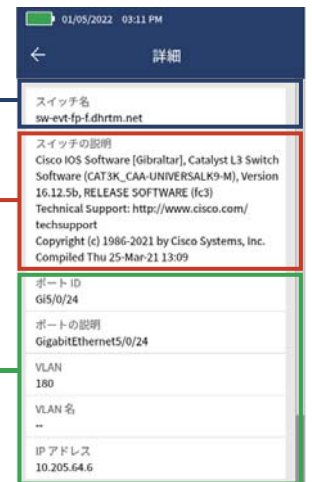 01/05/2022 03:11 PM
詳細
スイッチ名
sw-evt-fp-f.dhrtm.net
スイッチの説明
Cisco IOS Software [Gibraltar], Catalyst L3 Switch
Software (CAT3K_CAA-UNIVERSALK9-M), Version
16.12.5b, RELEASE SOFTWARE (fc3)
Technical Support: http://www.cisco.com/
techsupport
Copyright (c) 1986-2021 by Cisco Systems, Inc.
Compiled Thu 25-Mar-21 13:09
ポート ID
Gi5/0/24
ポートの説明
GigabitEthernet5/0/24
VLAN
180
VLAN 名
--
IP アドレス
10.205.64.6